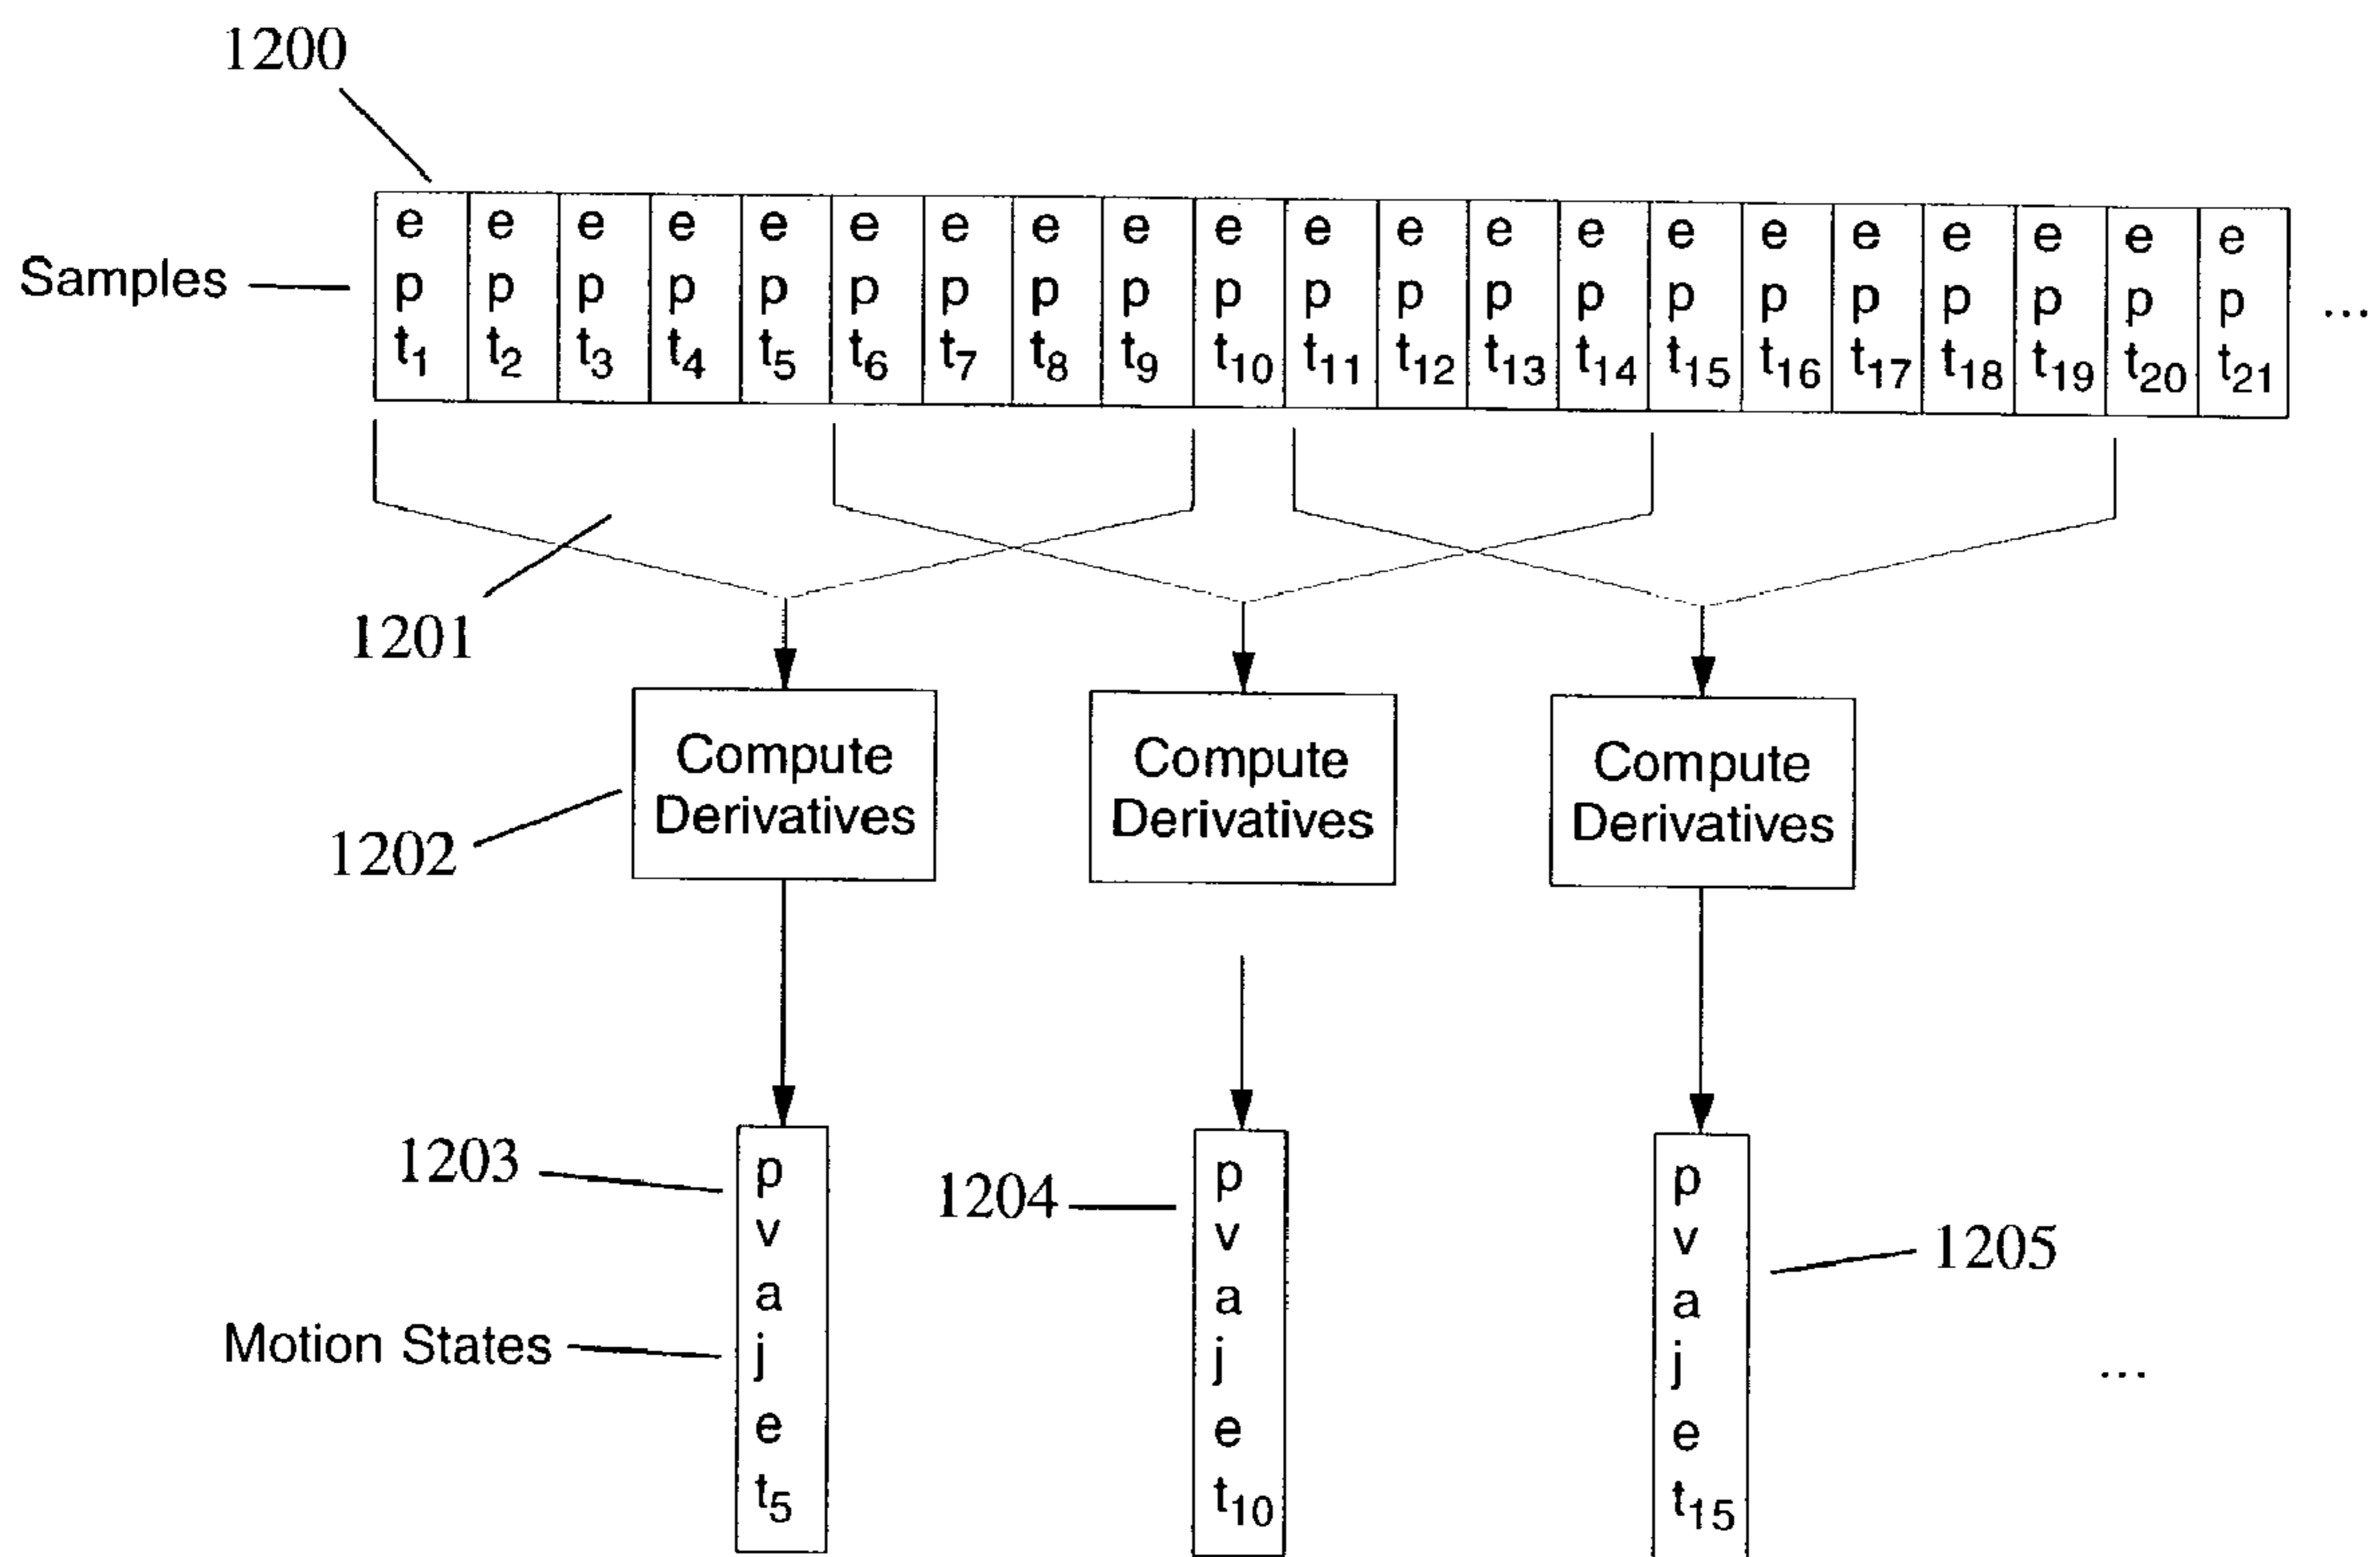 1200
e e e e e e e e e e e e e e e e e e e e e
Samples p p p p p p p p p p p p p p p p p p p p p ...
t1 t2 t3 t4 t5 t6 t7 t8 t9 t10 t11 t12 t13 t14 t15 t16 t17 t18 t19 t20 t21
1201
Compute Compute Compute
Derivatives Derivatives Derivatives
1202
1203 p 1204 p p
v v v 1205
a a a
Motion States j j j ...
e e e
t5 t10 t15